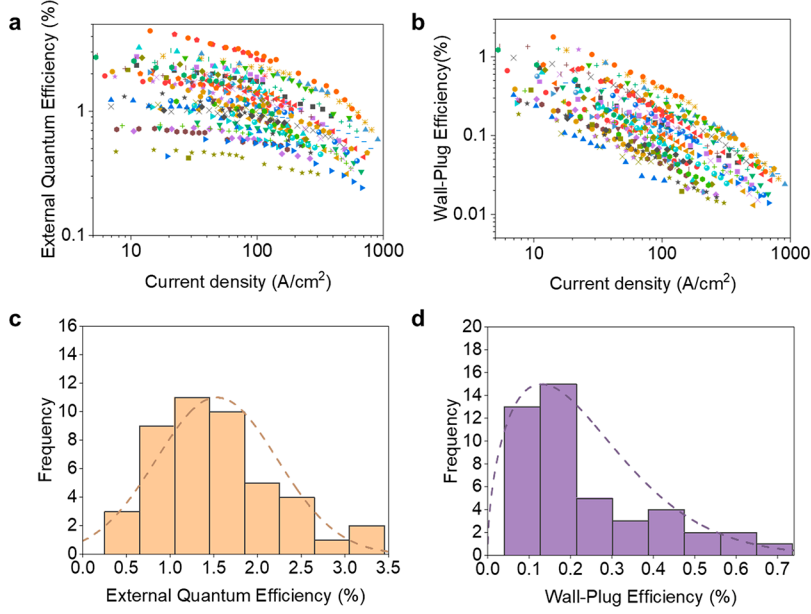 a
b
External Quantum Efficiency (%)
1
0.1
10
100
1000
Current density (A/cm²)
Wall-Plug Efficiency(%)
1
0.1
0.01
10
100
1000
Current density (A/cm²)
c
d
Frequency
16
14
12
10
8
6
4
2
0
0.0 0.5 1.0 1.5 2.0 2.5 3.0 3.5
External Quantum Efficiency (%)
Frequency
20
18
16
14
12
10
8
6
4
2
0
0.0 0.1 0.2 0.3 0.4 0.5 0.6 0.7
Wall-Plug Efficiency (%)